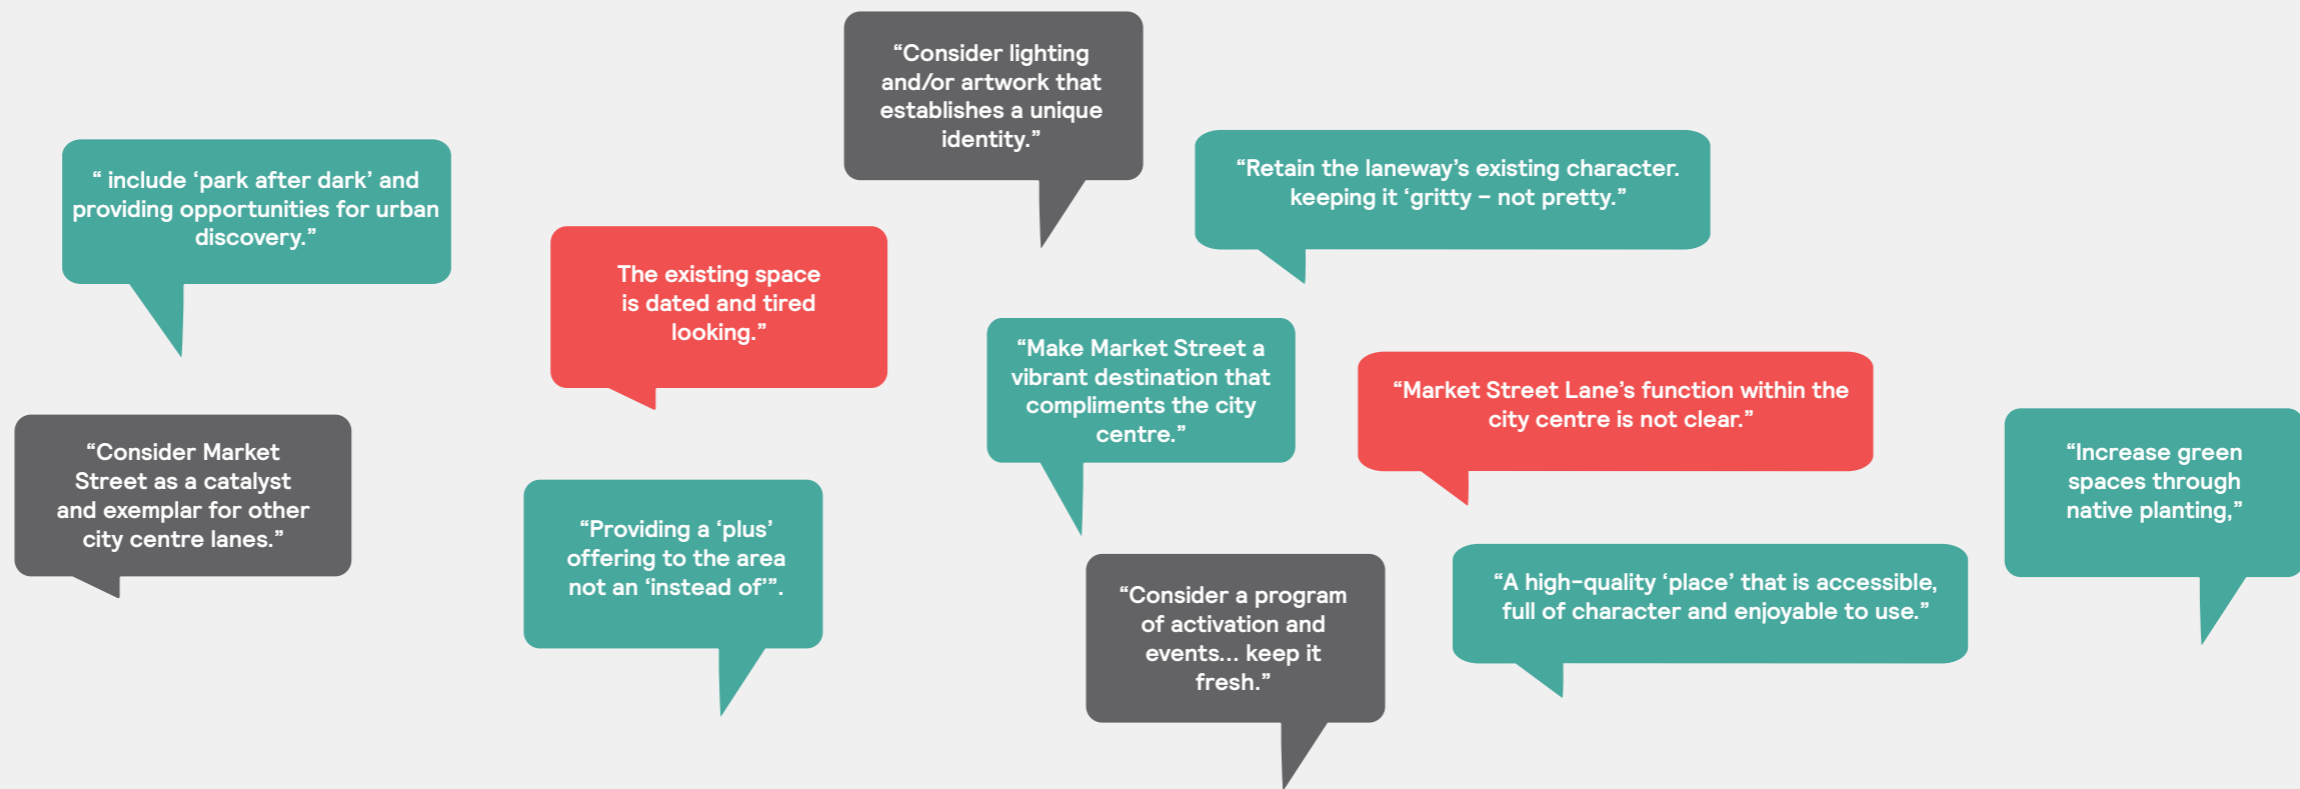 “Consider lighting
and/or artwork that
establishes a unique
identity.”
“ include ‘park after dark’ and
providing opportunities for urban
discovery.”
“Retain the laneway’s existing character.
keeping it ‘gritty – not pretty.”
The existing space
is dated and tired
looking.”
“Make Market Street a
vibrant destination that
compliments the city
centre.”
“Market Street Lane’s function within the
city centre is not clear.”
“Consider Market
Street as a catalyst
and exemplar for other
city centre lanes.”
“Increase green
spaces through
native planting,”
“Providing a ‘plus’
offering to the area
not an ‘instead of’”.
“Consider a program
of activation and
events... keep it
fresh.”
“A high-quality ‘place’ that is accessible,
full of character and enjoyable to use.”